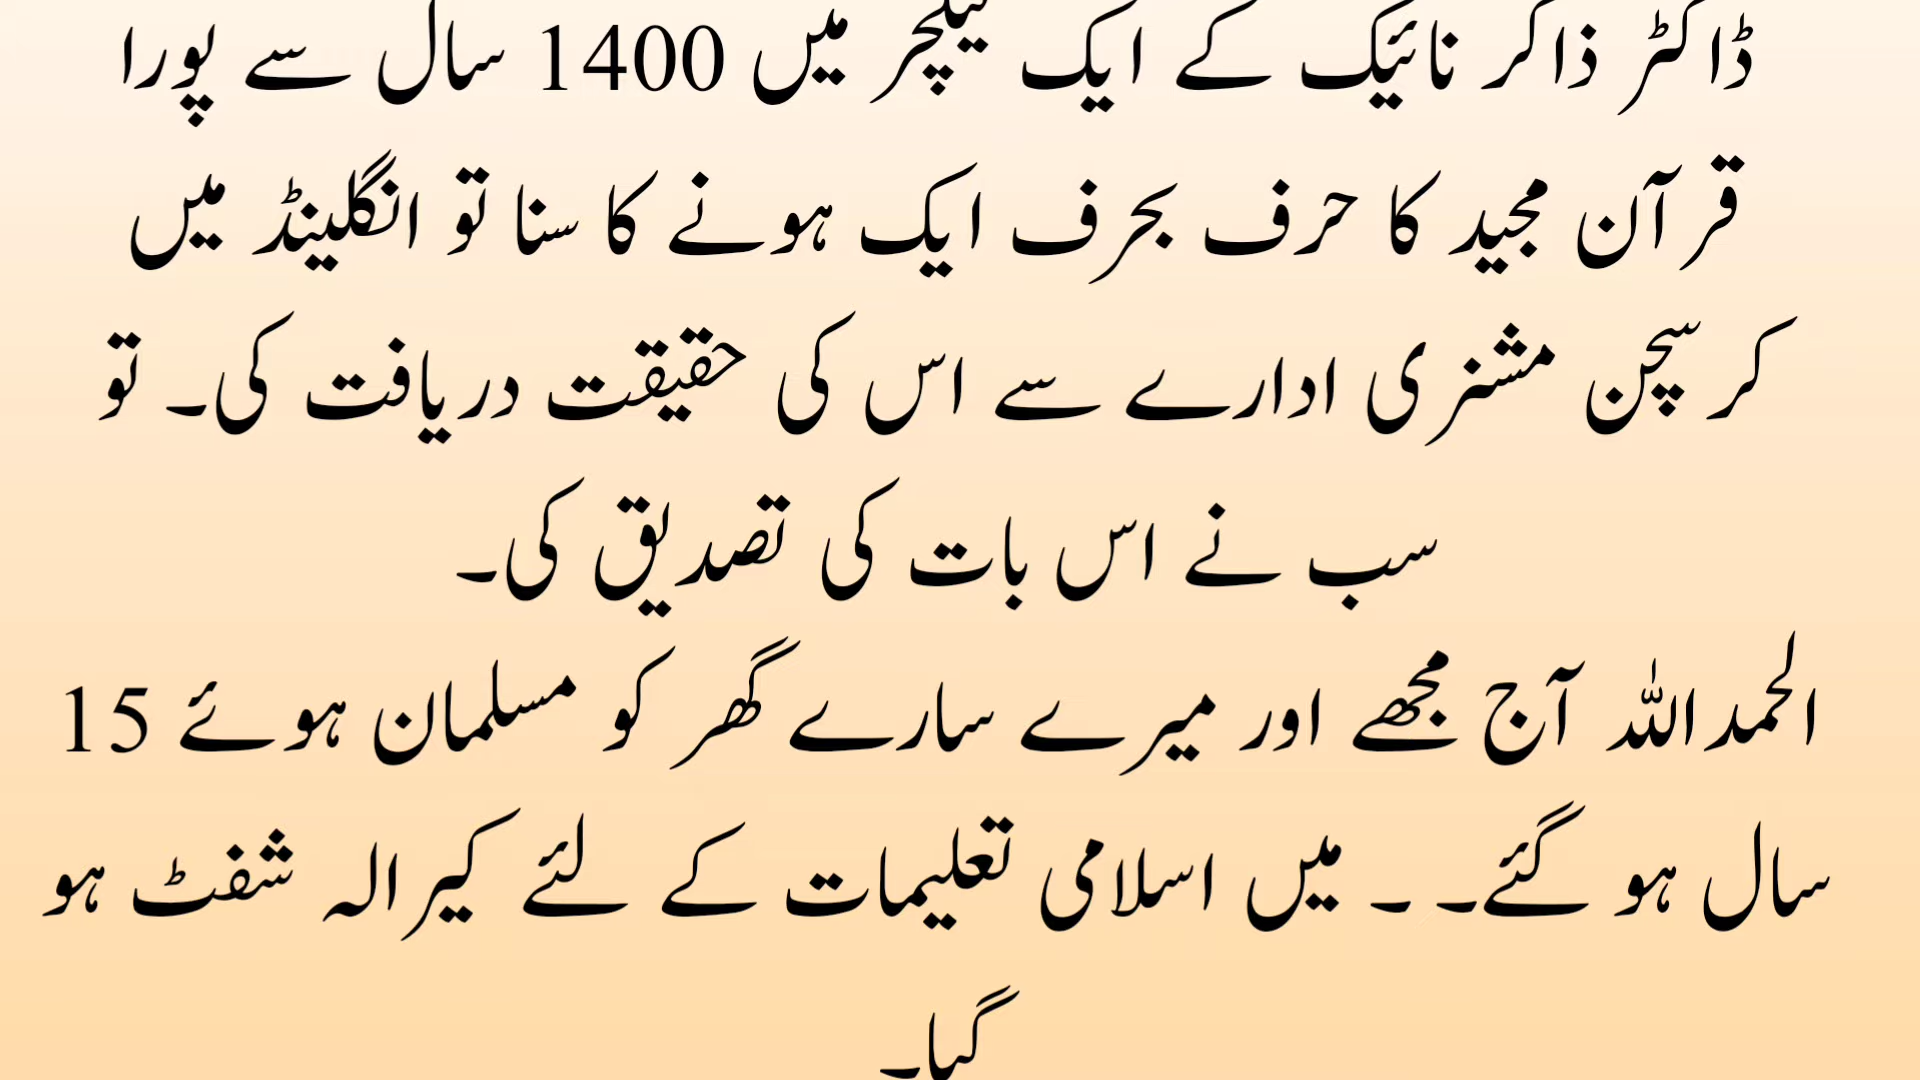 ڈاکٹر ذاکر نائیک کے ایک لیکچر میں 1400 سال سے پورا
قرآن مجید کا حرف بحرف ایک ہونے کا سنا تو انگلینڈ میں
کرسچن مشنری ادارے سے اس کی حقیقت دریافت کی۔ تو
سب نے اس بات کی تصدیق کی۔
الحمداللہ آج مجھے اور میرے سارے گھر کو مسلمان ہوئے 15
سال ہو گئے۔ ۔ میں اسلامی تعلیمات کے لئے کیرالہ شفٹ ہو
گیا۔